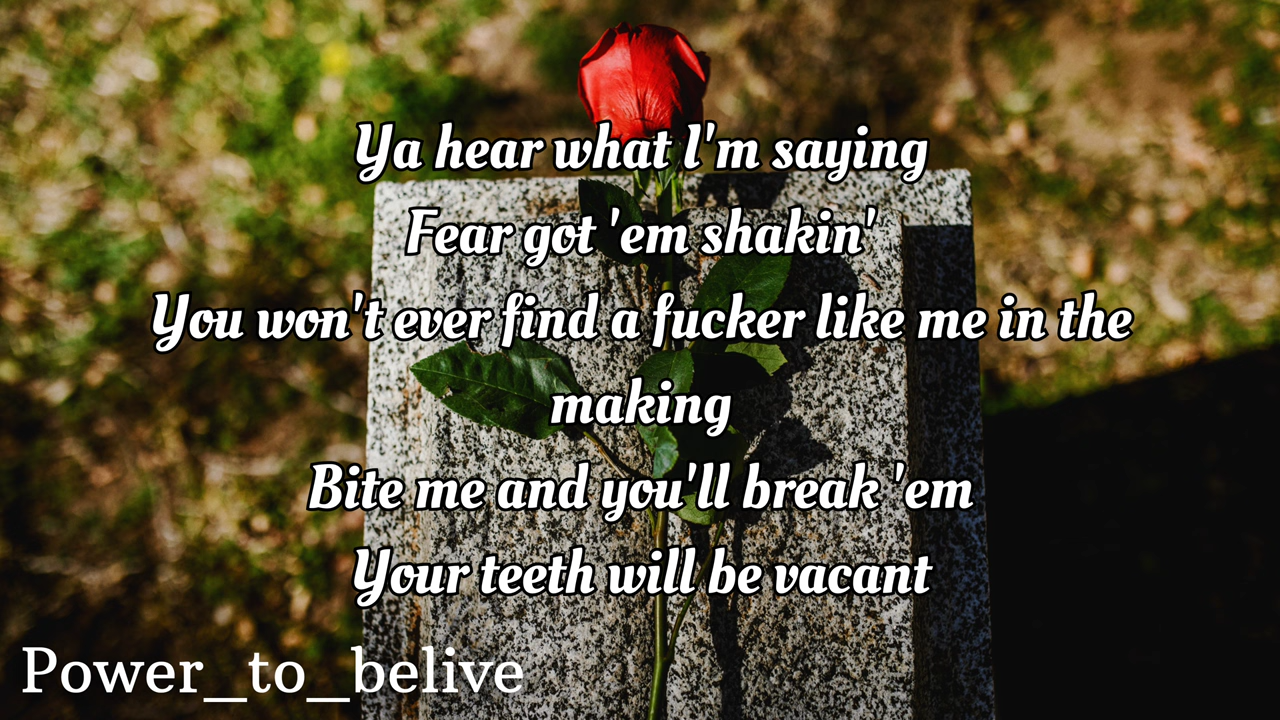 Ya hear what I'm saying
Fear got 'em shakin'
You won't ever find a fucker like me in the
making
Bite me and you'll break 'em
Your teeth will be vacant
Power_to_belive